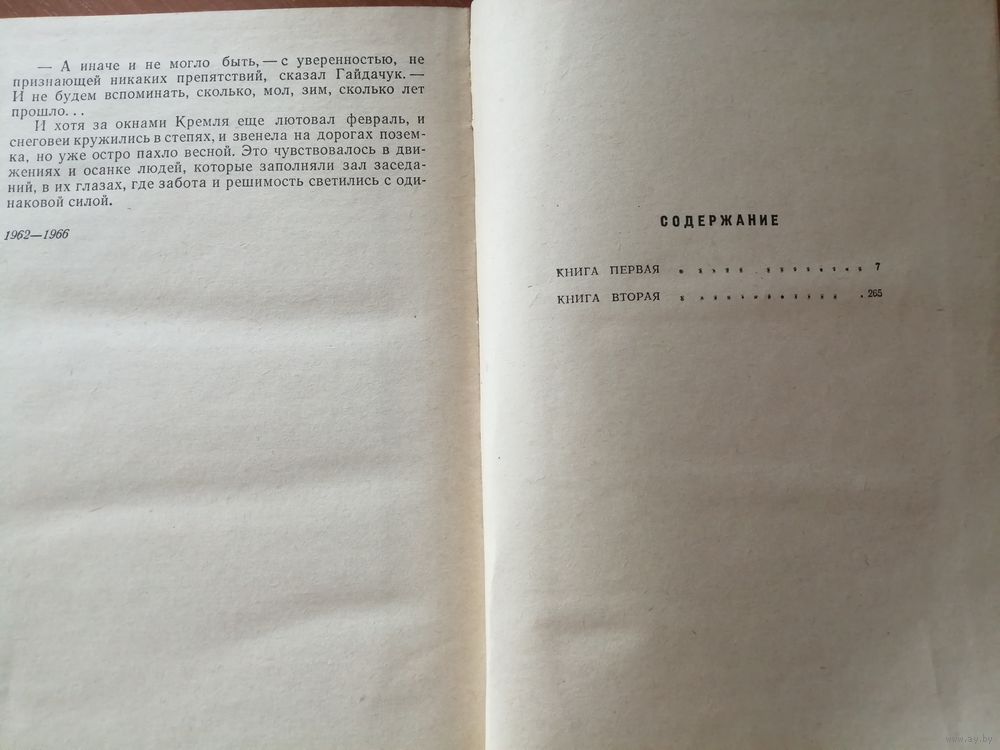 — А иначе и не могло быть, — с уверенностью, не
признающей никаких препятствий, сказал Гайдачук. —
И не будем вспоминать, сколько, мол, зим, сколько лет
прошло...
И хотя за окнами Кремля еще лютовал февраль, и
снеговеи кружились в степях, и звенела на дорогах позем-
ка, но уже остро пахло весной. Это чувствовалось в дви-
жениях и осанке людей, которые заполняли зал заседа-
ний, в их глазах, где забота и решимость светились с оди-
наковой силой.
1962—1966
СОДЕРЖАНИЕ
КНИГА ПЕРВАЯ . . . . . . . . . . . . 7
КНИГА ВТОРАЯ . . . . . . . . . . . . 265
www.ay.by